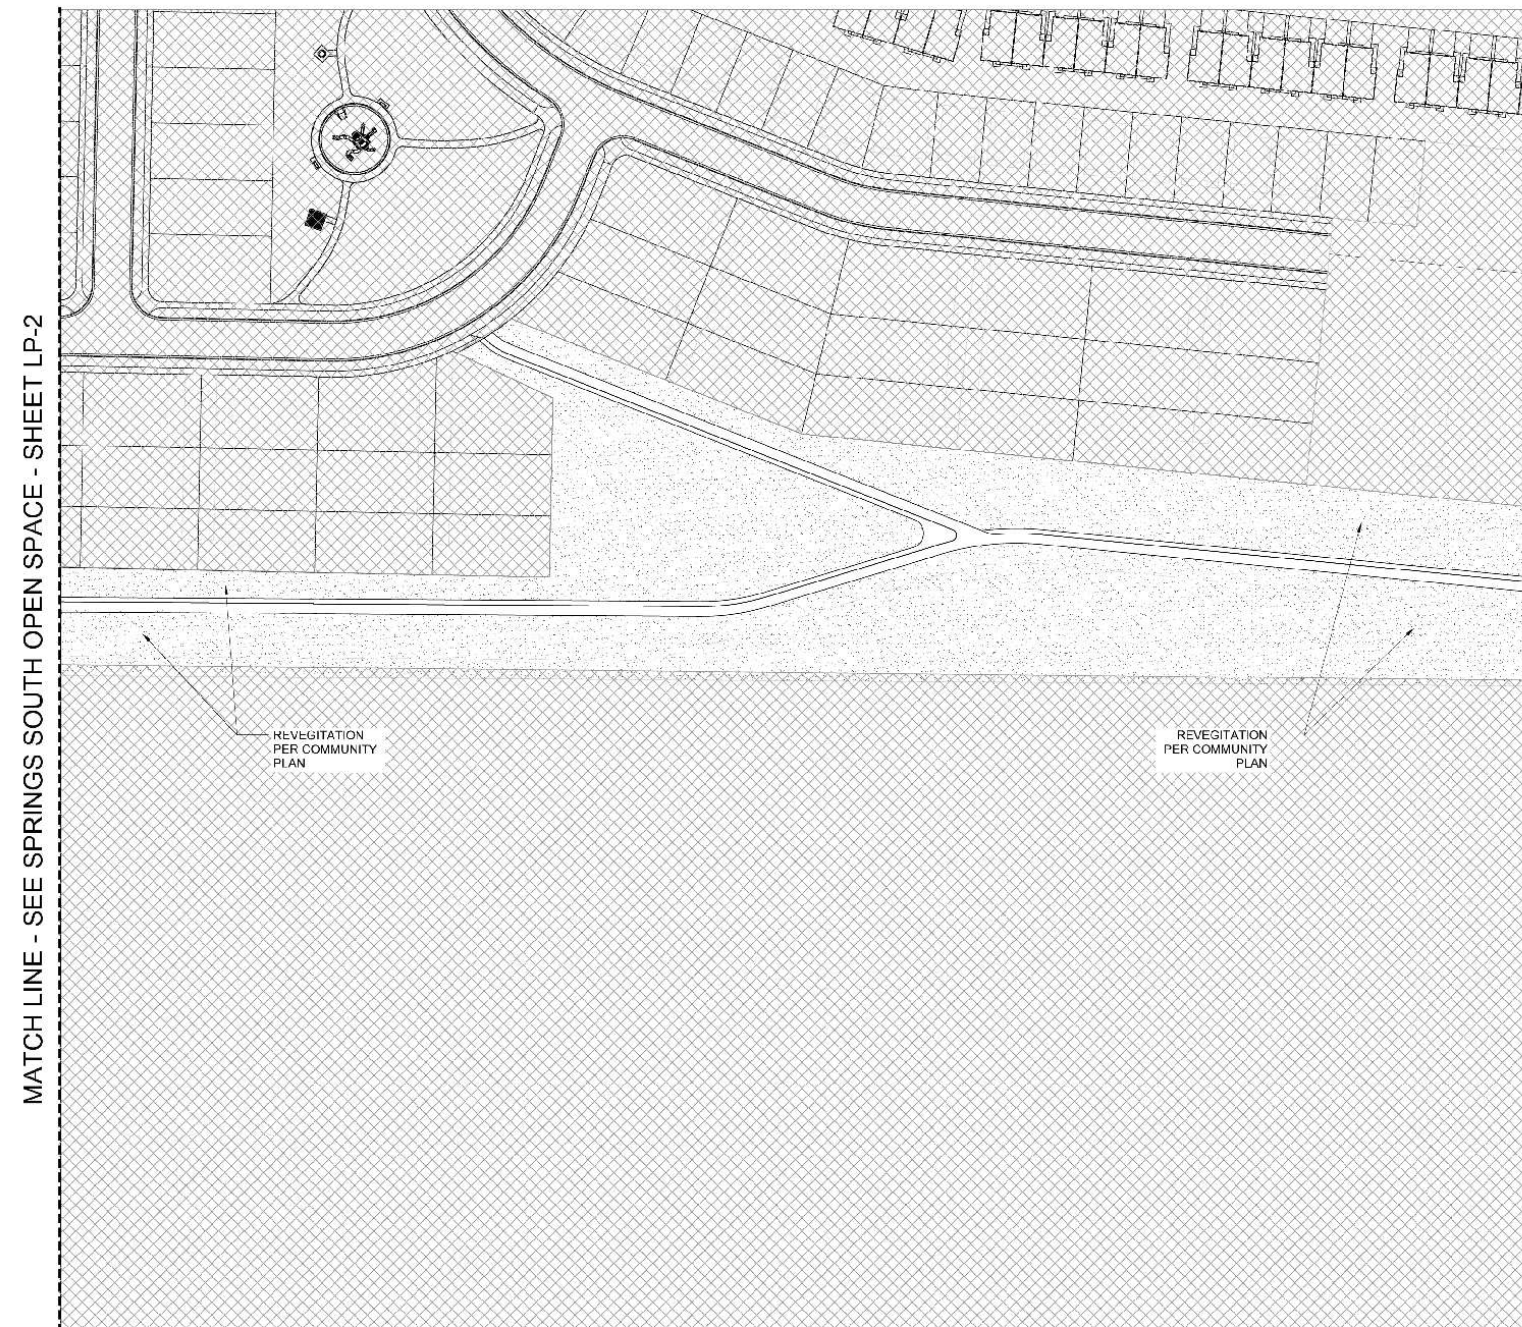 MATCH LINE - SEE SPRINGS SOUTH OPEN SPACE - SHEET LP-2
REVEGITATION
PER COMMUNITY
PLAN
REVEGITATION
PER COMMUNITY
PLAN